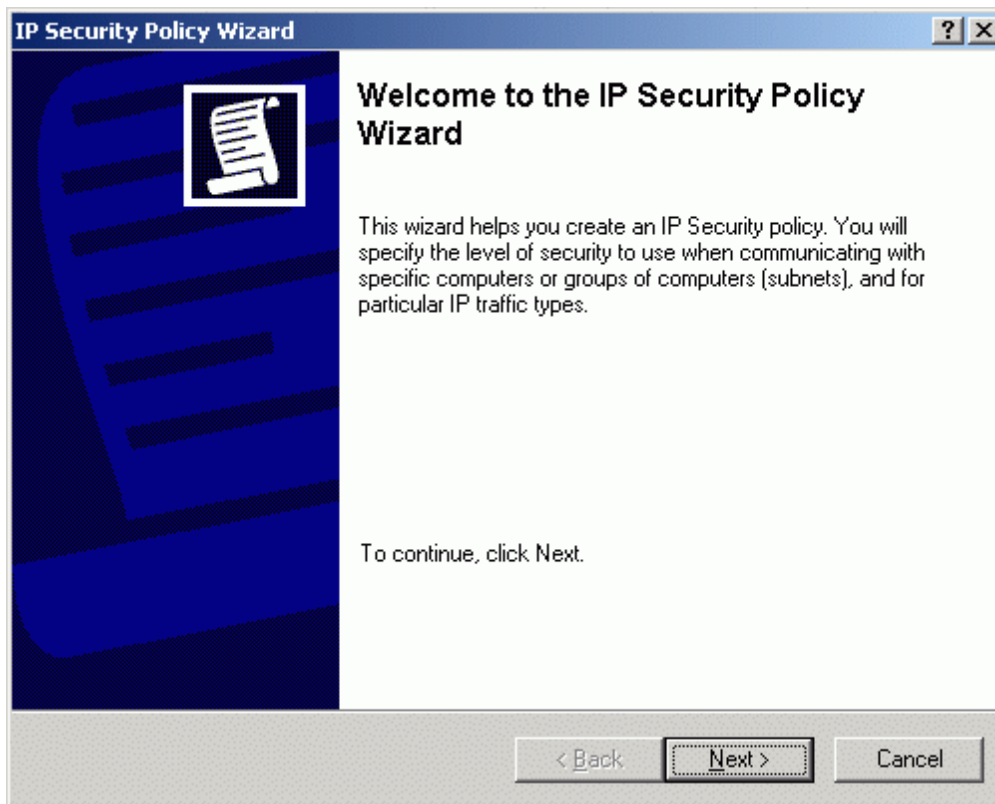 IP Security Policy Wizard
Welcome to the IP Security Policy
Wizard
This wizard helps you create an IP Security policy. You will
specify the level of security to use when communicating with
specific computers or groups of computers (subnets), and for
particular IP traffic types.
To continue, click Next.
< Back
Next >
Cancel